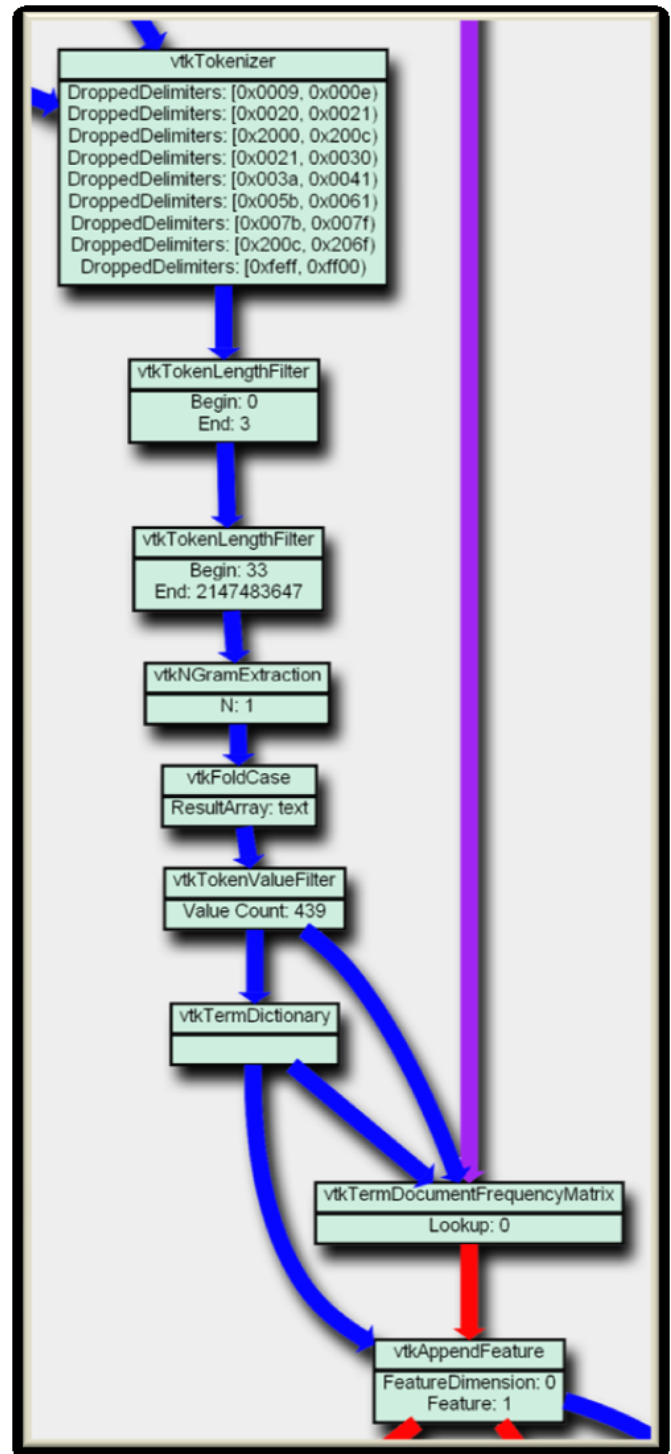 vtkTokenizer
DroppedDelimiters: [0x0009, 0x000e)
DroppedDelimiters: [0x0020, 0x0021)
DroppedDelimiters: [0x2000, 0x200c)
DroppedDelimiters: [0x0021, 0x0030)
DroppedDelimiters: [0x003a, 0x0041)
DroppedDelimiters: [0x005b, 0x0061)
DroppedDelimiters: [0x007b, 0x007f)
DroppedDelimiters: [0x200c, 0x206f)
DroppedDelimiters: [0xfeff, 0xff00)
vtkTokenLengthFilter
Begin: 0
End: 3
vtkTokenLengthFilter
Begin: 33
End: 2147483647
vtkNGramExtraction
N: 1
vtkFoldCase
ResultArray: text
vtkTokenValueFilter
Value Count: 439
vtkTermDictionary
vtkTermDocumentFrequencyMatrix
Lookup: 0
vtkAppendFeature
FeatureDimension: 0
Feature: 1